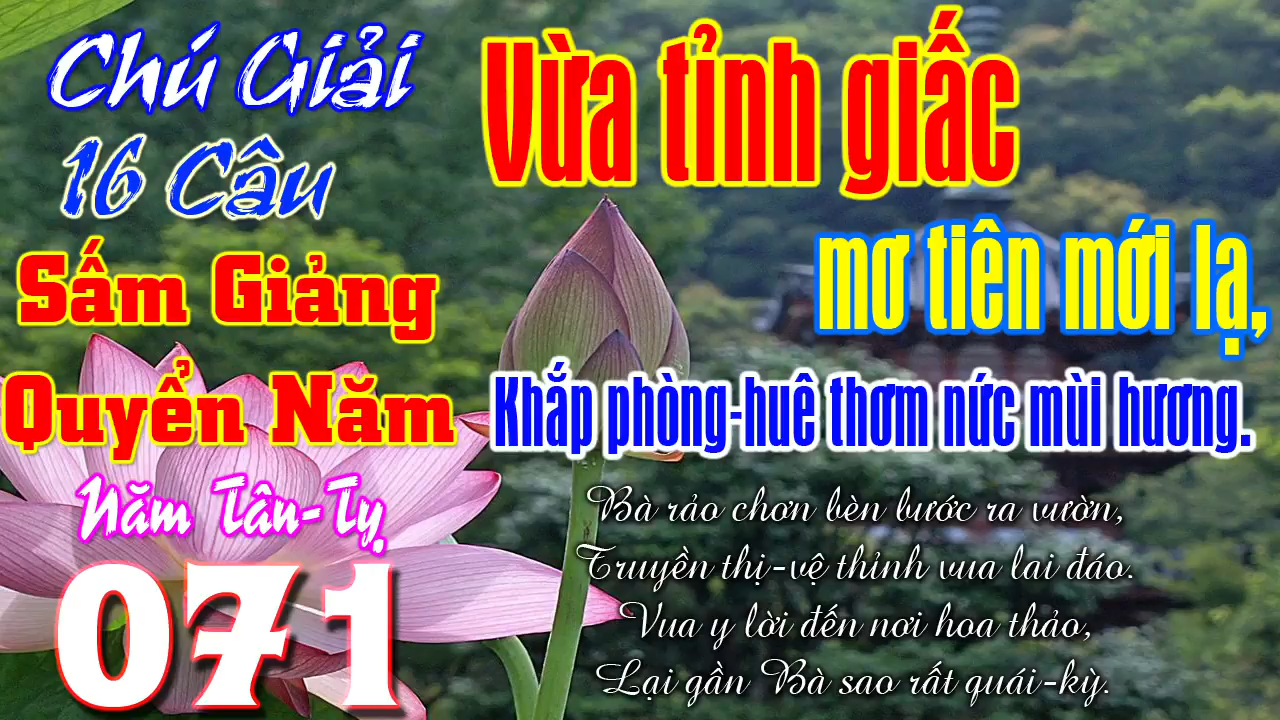 Chú Giải
16 Câu
Sấm Giảng
Quyển Năm
Năm Tân-Tỵ
071
Vừa tỉnh giấc
mơ tiên mới lạ,
Khắp phòng-huê thơm nức mùi hương.
Bà rảo chơn bèn bước ra vườn,
Truyền thị-vệ thỉnh vua lai đáo.
Vua y lời đến nơi hoa thảo,
Lại gần Bà sao rất quái-kỳ.